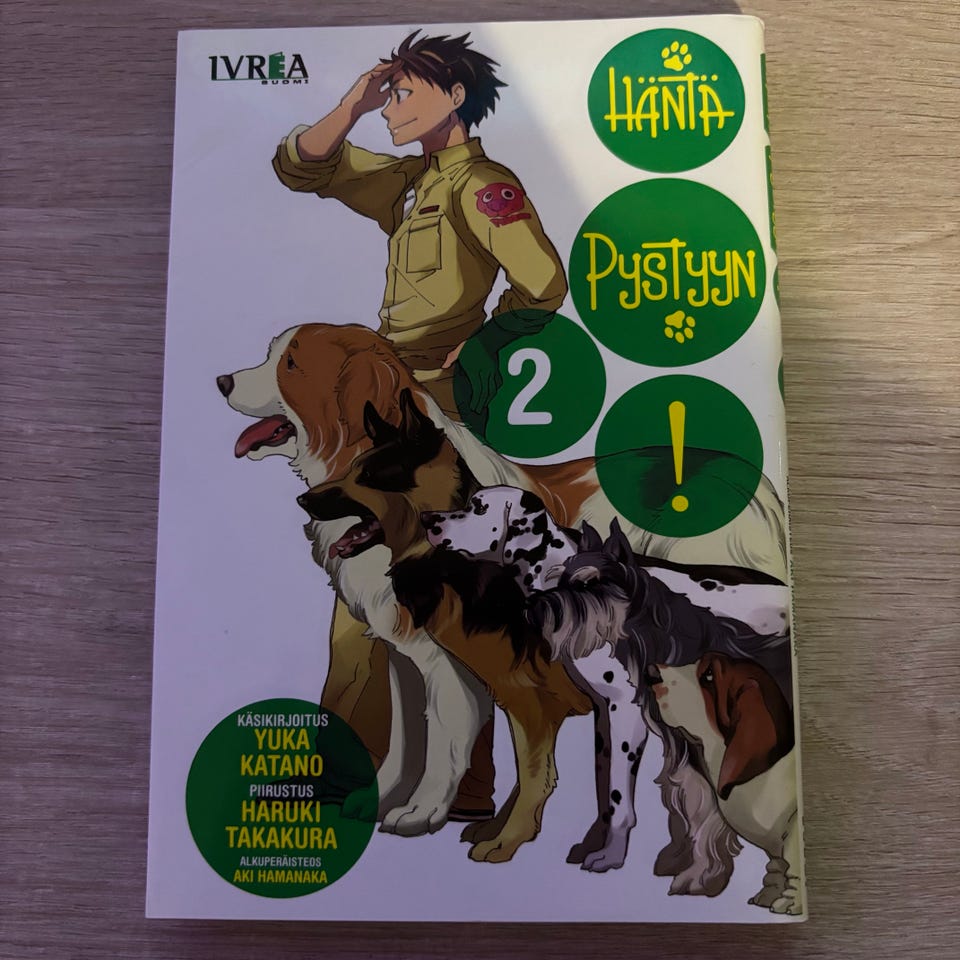 IVREA
SUOMI
HÄNTÄ
PYSTYYN
2
!
KÄSIKIRJOITUS
YUKA
KATANO
PIIRUSTUS
HARUKI
TAKAKURA
ALKUPERÄISTEOS
AKI HAMANAKA